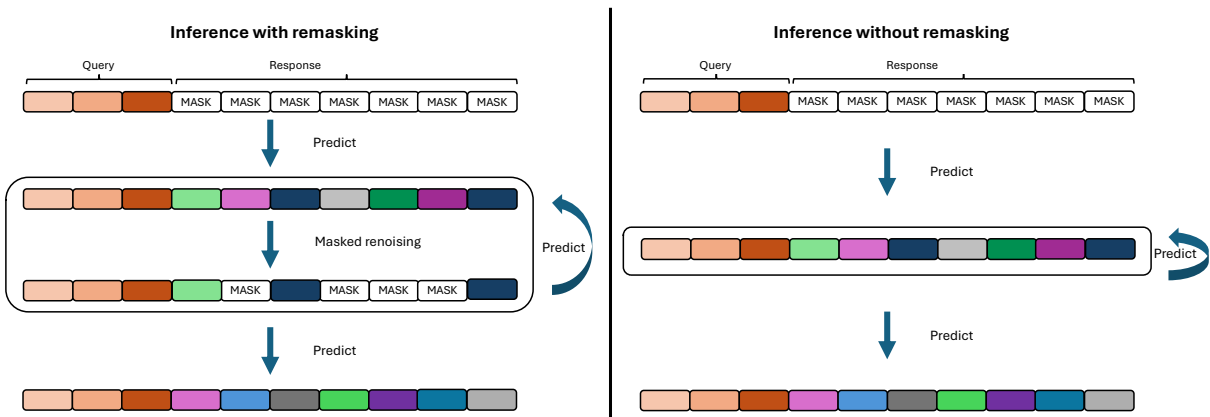 Inference with remasking
Query Response
MASK MASK MASK MASK MASK MASK MASK
Predict
Masked renoising
Predict
MASK MASK MASK MASK
Predict
Inference without remasking
Query Response
MASK MASK MASK MASK MASK MASK MASK
Predict
Predict
Predict